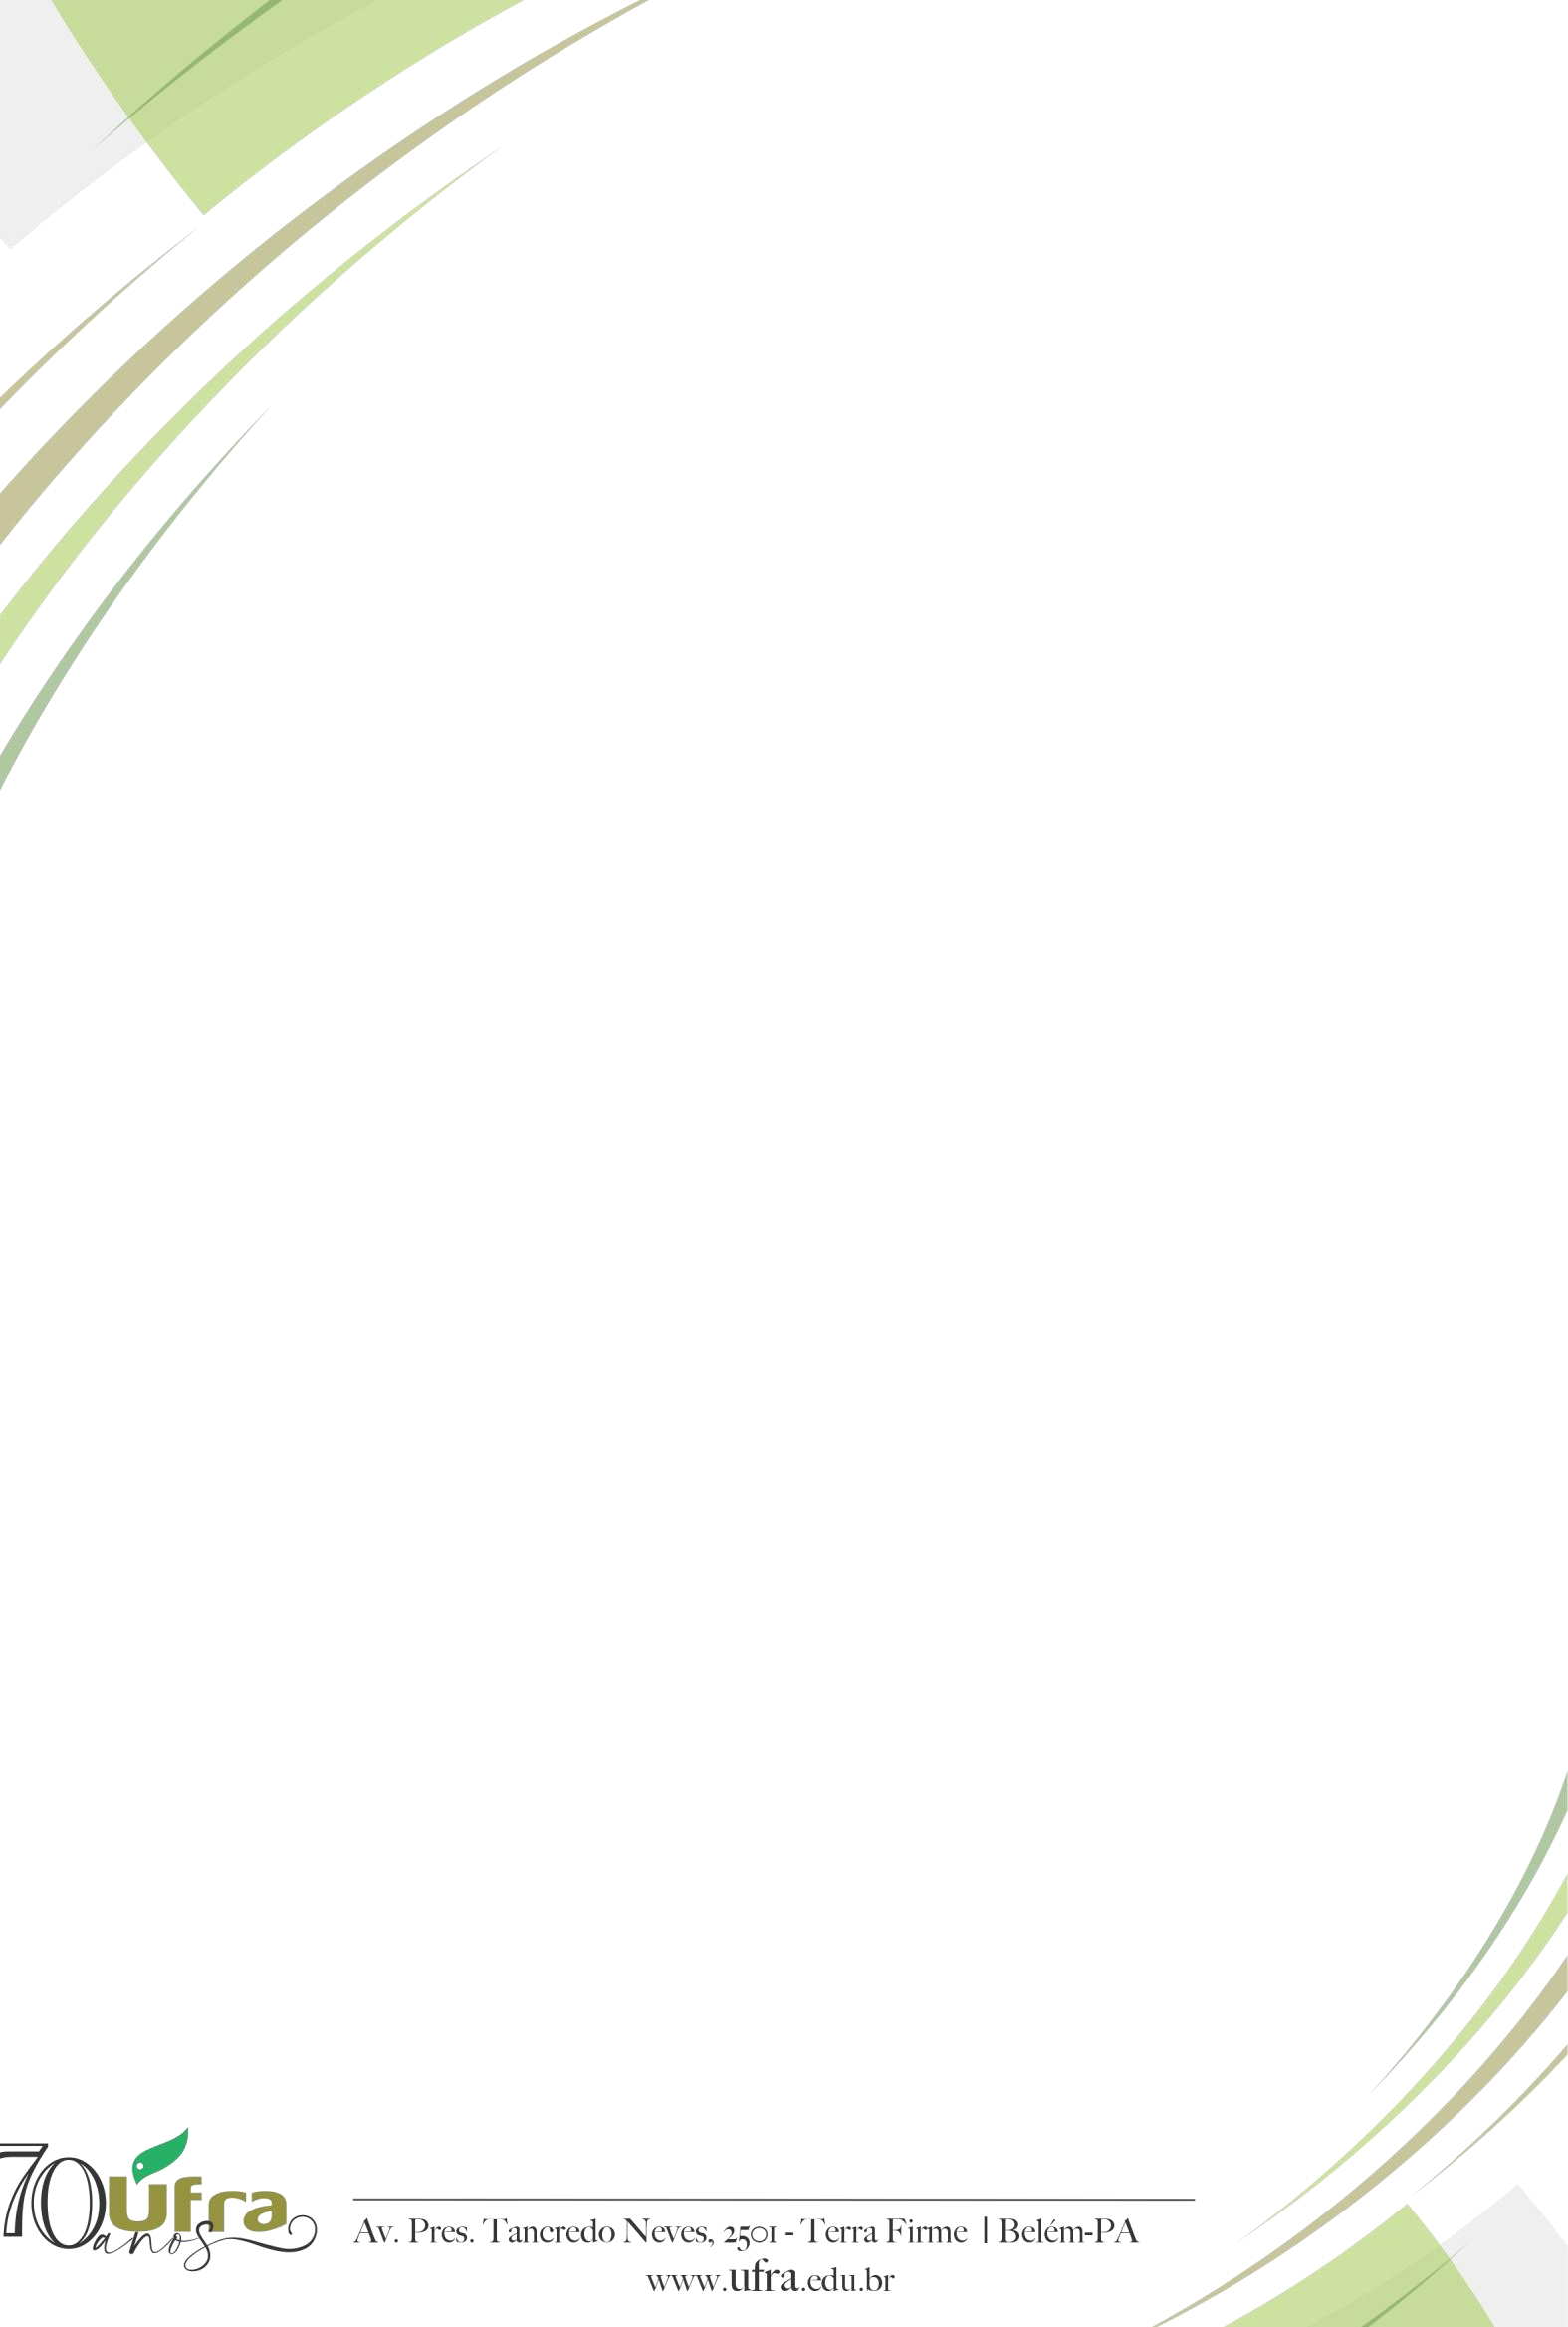 70 ufra
anos
Av. Pres. Tancredo Neves, 2501 - Terra Firme | Belém-PA
www.ufra.edu.br